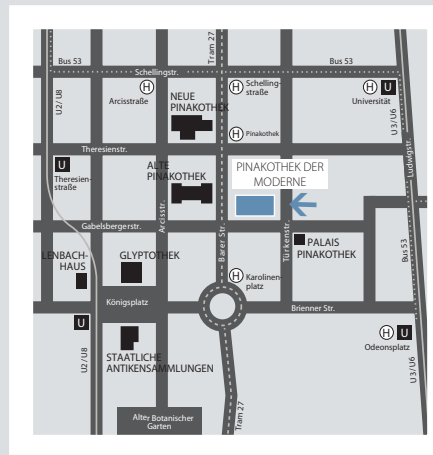 Bus 53
Tram 27
Bus 53
Schellingstr.
U2/U8
H
Arcisstraße
H
Schelling-
straße
H U
Universität
NEUE
PINAKOTHEK
H Pinakothek
U3/U6
Ludwigstr.
Theresienstr.
U
Theresien-
straße
ALTE
PINAKOTHEK
PINAKOTHEK DER
MODERNE
Arcisstr.
Barer Str.
Türkenstr.
Gabelsbergerstr.
LENBACH-
HAUS
GLYPTOTHEK
PALAIS
PINAKOTHEK
Bus 53
H Karolinen-
platz
Königsplatz
Brienner Str.
U
U2/U8
STAATLICHE
ANTIKENSAMMLUNGEN
H U
Odeonsplatz
U3/U6
Alter Botanischer
Garten
Tram 27